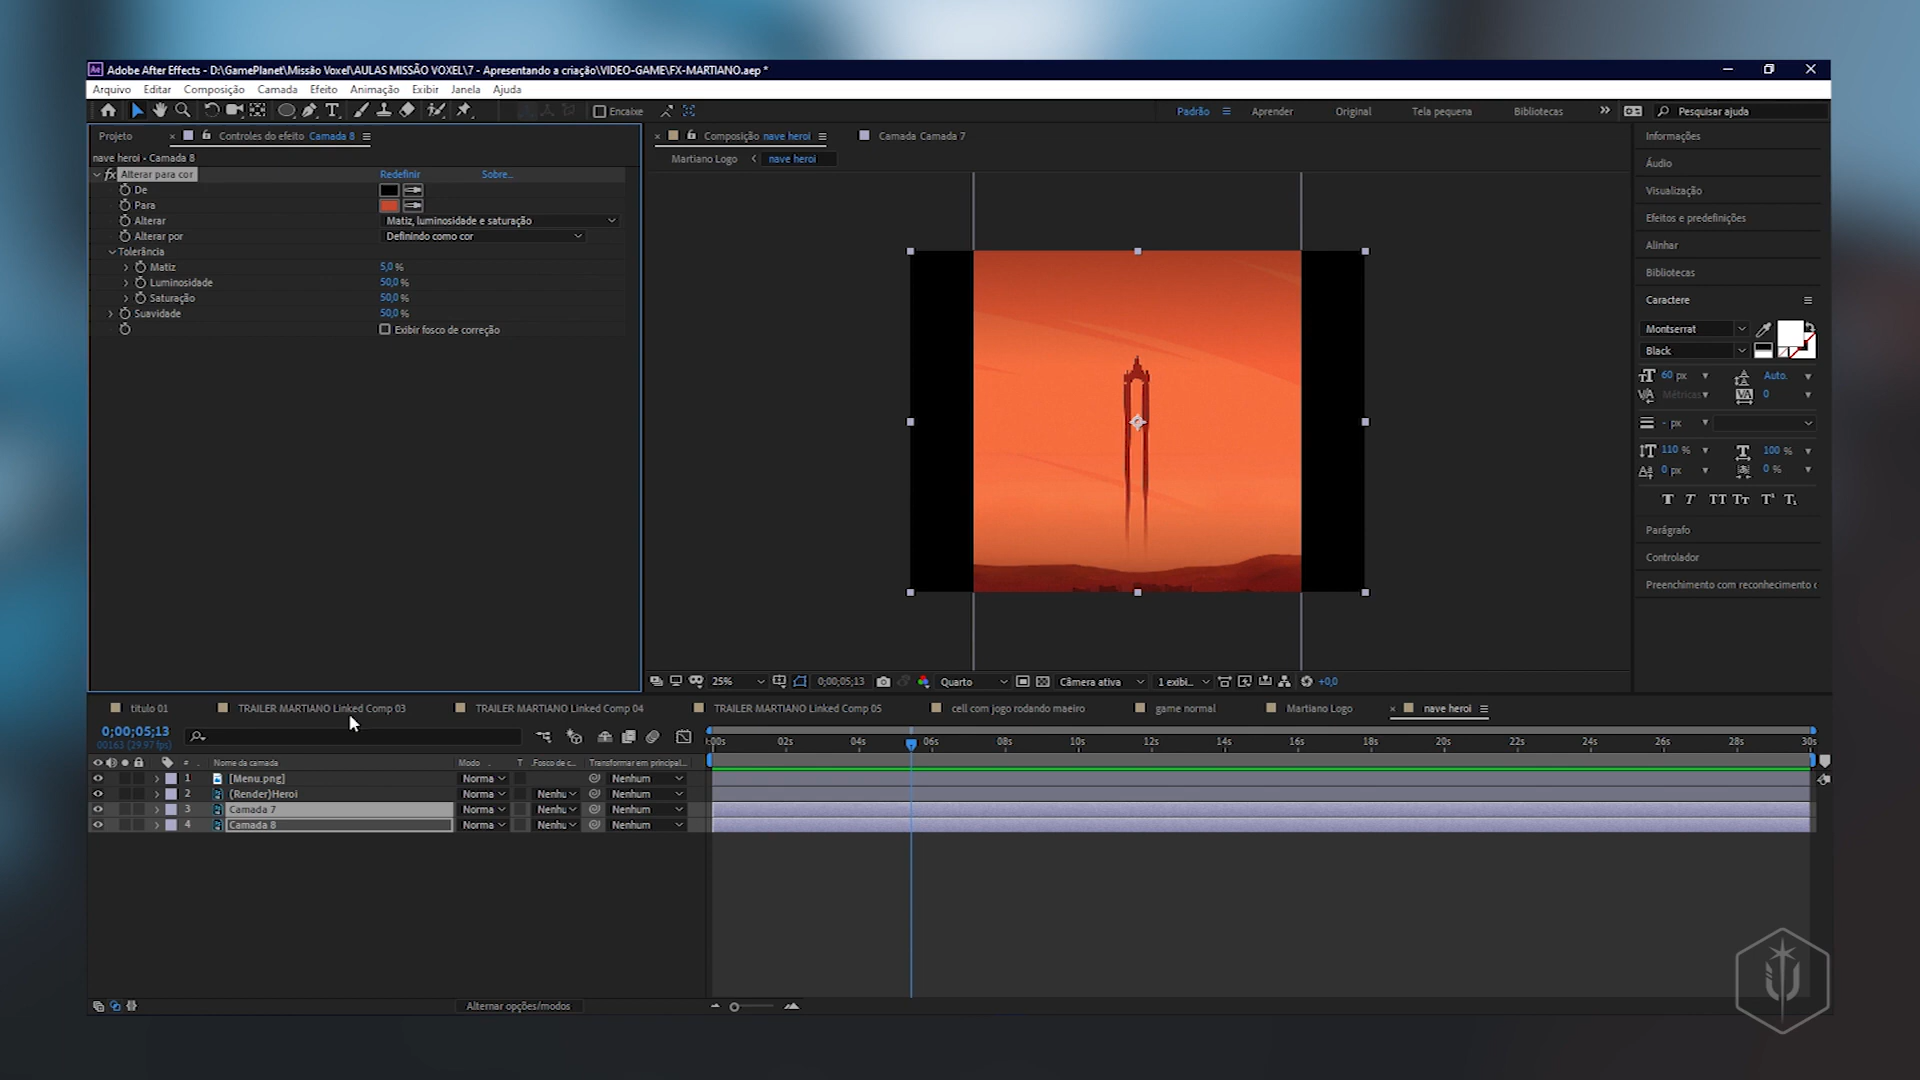 Adobe After Effects - D:\GamePlanet\Missão Voxel\AULAS MISSÃO VOXEL\7 - Apresentando a criação\VIDEO-GAME\FX-MARTIANO.aep *
Arquivo Editar Composição Camada Efeito Animação Exibir Janela Ajuda
Encaixe Padrão Aprender Original Tela pequena Bibliotecas Pesquisar ajuda
Projeto Controles do efeito Camada 8
Composição nave heroi Camada Camada 7
nave heroi • Camada 8
Martiano Logo nave heroi
fx Alterar para cor Redefinir Sobre...
De
Para
Alterar Matiz, luminosidade e saturação
Alterar por Definindo como cor
Tolerância
Matiz 5,0 %
Luminosidade 50,0 %
Saturação 50,0 %
Suavidade 50,0 %
Exibir fosco de correção
Informações
Áudio
Visualização
Efeitos e predefinições
Alinhar
Bibliotecas
Caractere
Montserrat
Black
60 px Auto.
Métricas 0
- px
110 % 100 %
0 px 0 %
T T TT Tт T¹ T₁
Parágrafo
Controlador
Preenchimento com reconhecimento c
25% 0;00;05;13 Quarto Câmera ativa 1 exibi... +0,0
título 01 TRAILER MARTIANO Linked Comp 03 TRAILER MARTIANO Linked Comp 04 TRAILER MARTIANO Linked Comp 05 cell com jogo rodando maeiro game normal Martiano Logo nave heroi
0;00;05;13
00163 (29.97 fps)
:00s 02s 04s 06s 08s 10s 12s 14s 16s 18s 20s 22s 24s 26s 28s 30s
# Nome da camada Modo T .Fosco de c... Transformar em principal...
1 [Menu.png] Norma Nenhum
2 (Render)Heroi Norma Nenhu Nenhum
3 Camada 7 Norma Nenhu Nenhum
4 Camada 8 Norma Nenhu Nenhum
Alternar opções/modos